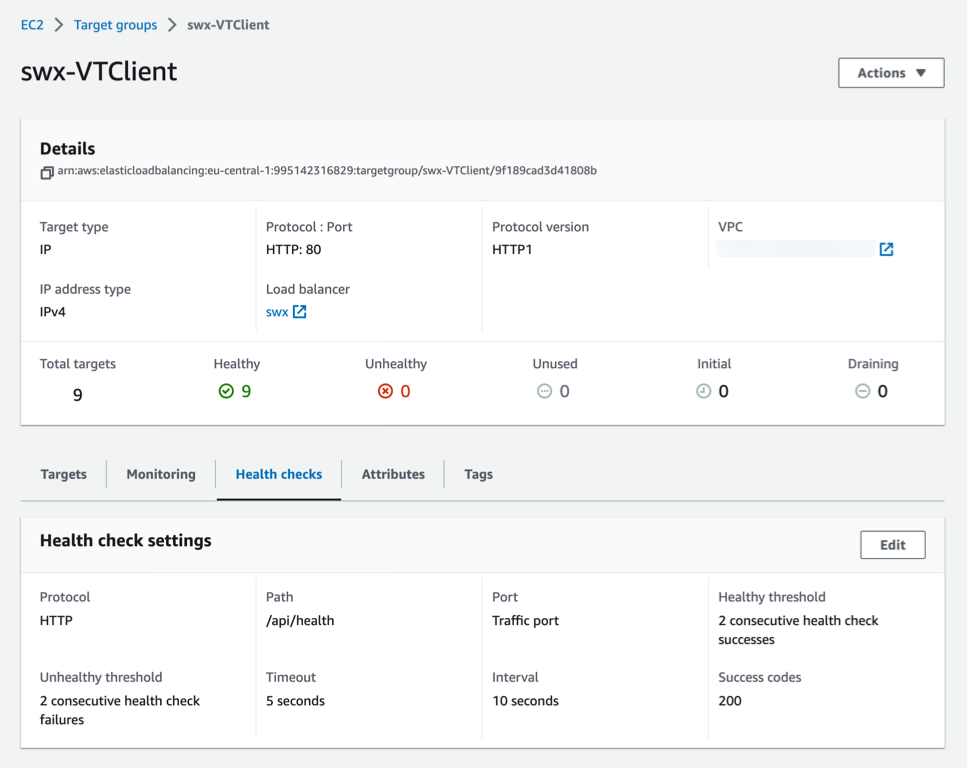 EC2 > Target groups > swx-VTClient
swx-VTClient
Actions
Details
arn:aws:elasticloadbalancing:eu-central-1:995142316829:targetgroup/swx-VTClient/9f189cad3d41808b
Target type
IP
Protocol : Port
HTTP: 80
Protocol version
HTTP1
VPC
IP address type
IPv4
Load balancer
swx
Total targets
9
Healthy
9
Unhealthy
0
Unused
0
Initial
0
Draining
0
Targets
Monitoring
Health checks
Attributes
Tags
Health check settings
Edit
Protocol
HTTP
Path
/api/health
Port
Traffic port
Healthy threshold
2 consecutive health check
successes
Unhealthy threshold
2 consecutive health check
failures
Timeout
5 seconds
Interval
10 seconds
Success codes
200